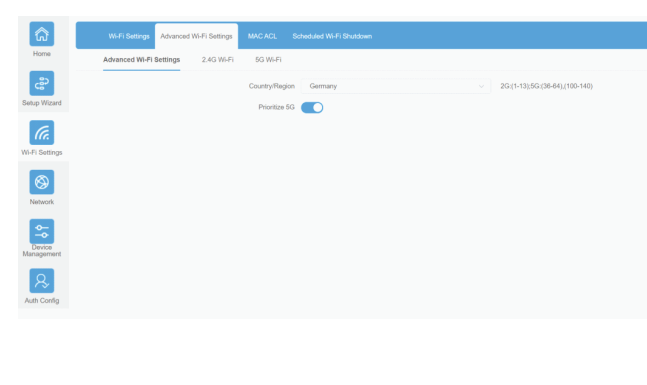 Home
Setup Wizard
Wi-Fi Settings
Network
Device
Management
Auth Config
Wi-Fi Settings Advanced Wi-Fi Settings MAC ACL Scheduled Wi-Fi Shutdown
Advanced Wi-Fi Settings 2.4G Wi-Fi 5G Wi-Fi
Country/Region Germany 2G:(1-13);5G:(36-64),(100-140)
Prioritize 5G